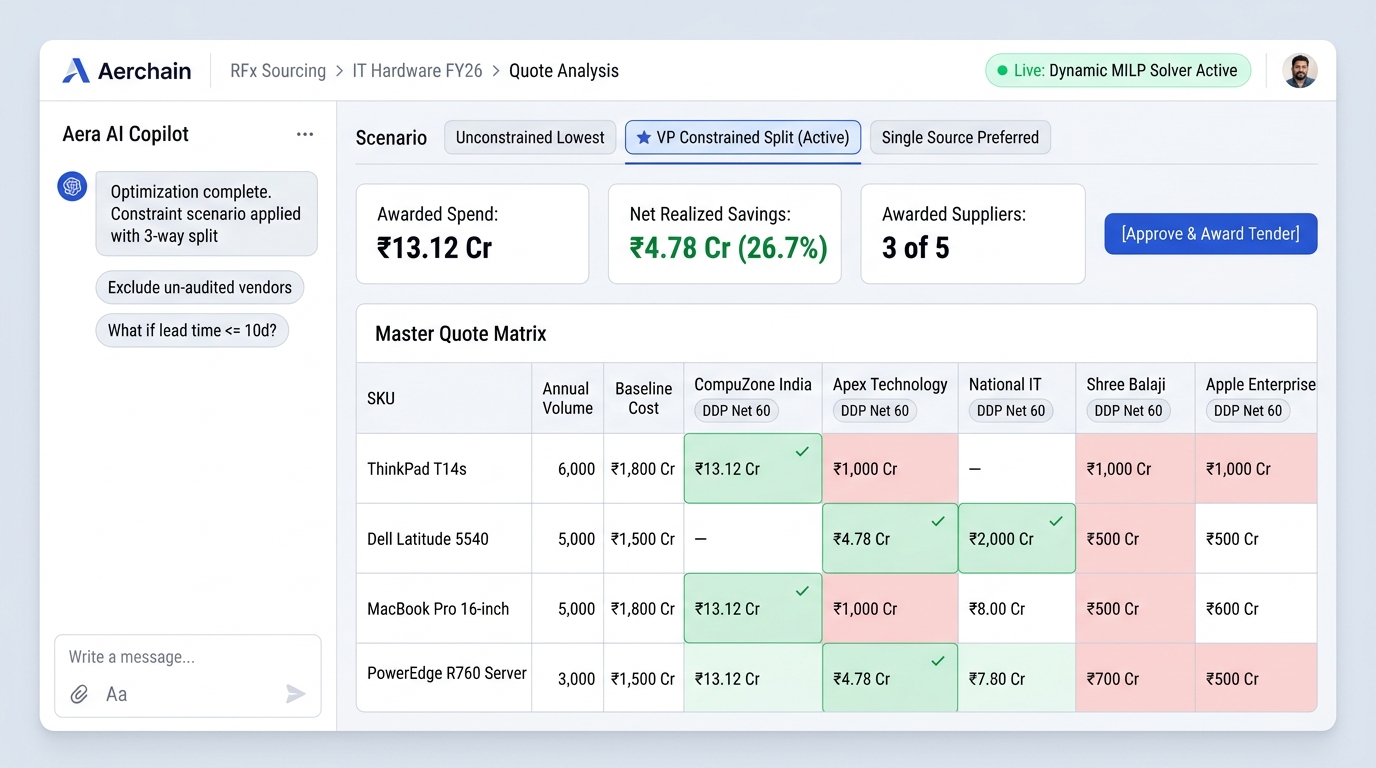 Aerchain
RFx Sourcing > IT Hardware FY26 > Quote Analysis
Live: Dynamic MILP Solver Active
Aera AI Copilot
Optimization complete.
Constraint scenario applied
with 3-way split
Exclude un-audited vendors
What if lead time <= 10d?
Write a message...
Aa
Scenario
Unconstrained Lowest
VP Constrained Split (Active)
Single Source Preferred
Awarded Spend:
₹13.12 Cr
Net Realized Savings:
₹4.78 Cr (26.7%)
Awarded Suppliers:
3 of 5
[Approve & Award Tender]
Master Quote Matrix
SKU
Annual
Volume
Baseline
Cost
CompuZone India
DDP Net 60
Apex Technology
DDP Net 60
National IT
DDP Net 60
Shree Balaji
DDP Net 60
Apple Enterprise
DDP Net 60
ThinkPad T14s 6,000 ₹1,800 Cr ₹13.12 Cr ₹1,000 Cr — ₹1,000 Cr ₹1,000 Cr
Dell Latitude 5540 5,000 ₹1,500 Cr — ₹4.78 Cr ₹2,000 Cr ₹500 Cr ₹500 Cr
MacBook Pro 16-inch 5,000 ₹1,800 Cr ₹13.12 Cr ₹1,000 Cr ₹8.00 Cr ₹500 Cr ₹600 Cr
PowerEdge R760 Server 3,000 ₹1,500 Cr ₹13.12 Cr ₹4.78 Cr ₹7.80 Cr ₹700 Cr ₹500 Cr